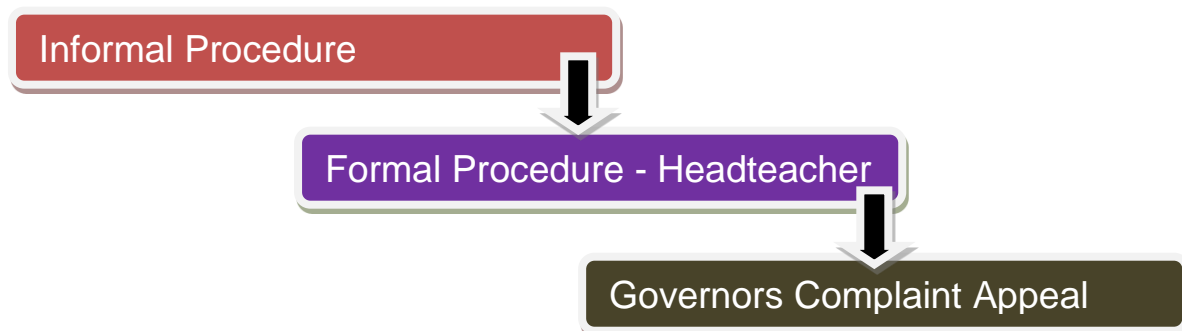 Informal Procedure
Formal Procedure - Headteacher
Governors Complaint Appeal